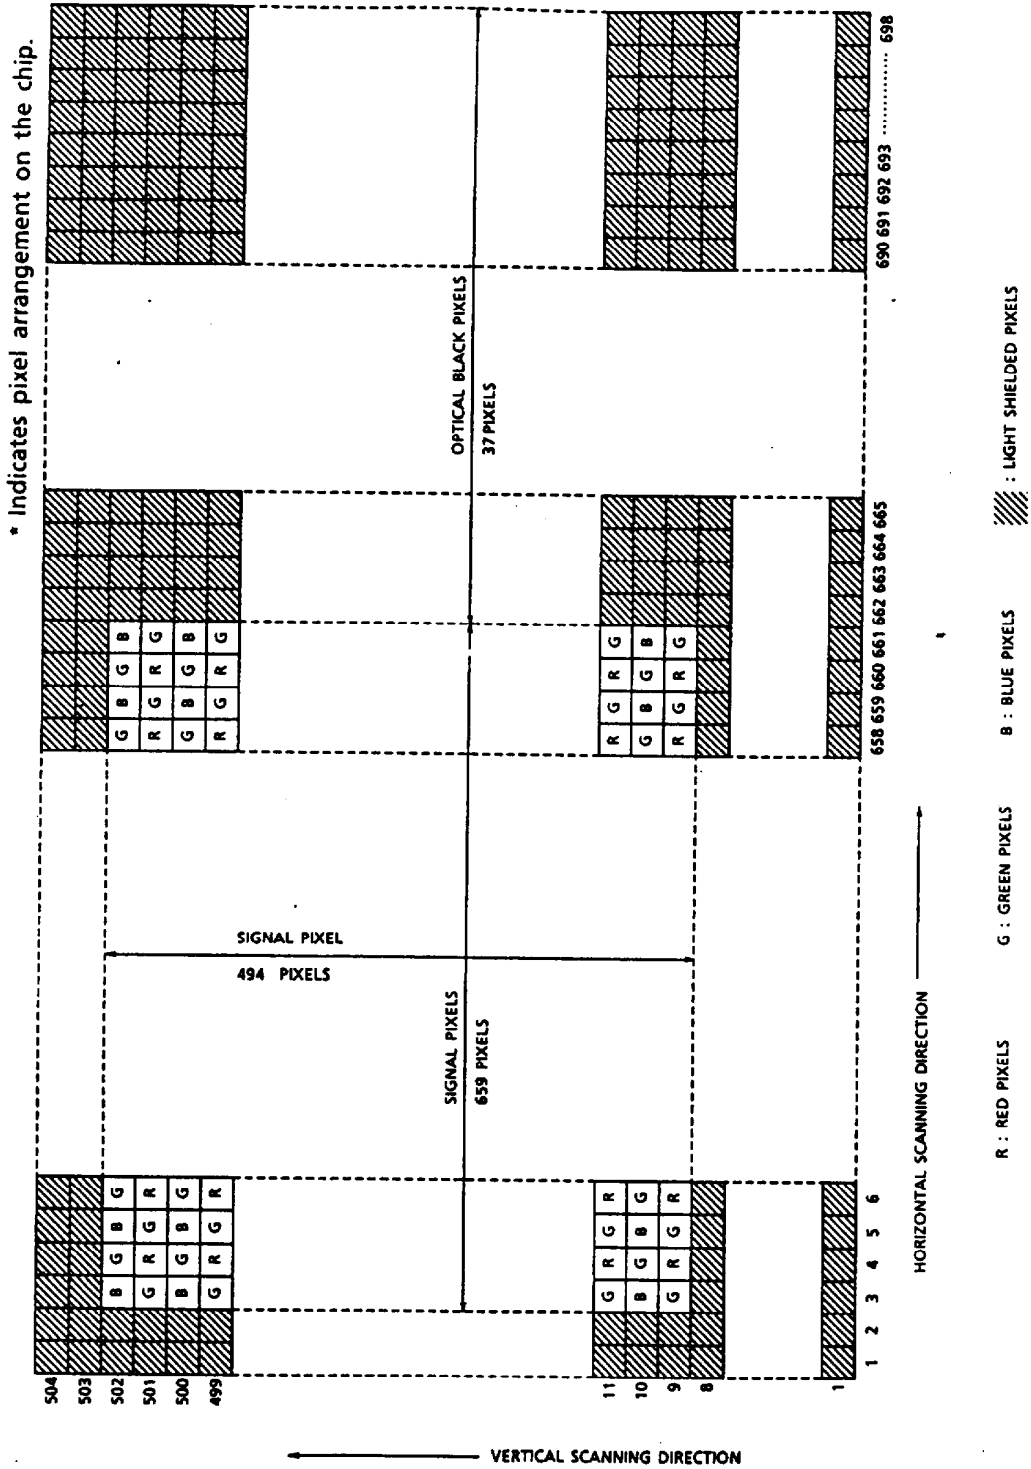 * Indicates pixel arrangement on the chip.
504
503
502
501
500
499
B G B G
G R G R
B G B G
G R G R
G B G B
R G R G
G B G B
R G R G
SIGNAL PIXEL
494 PIXELS
SIGNAL PIXELS
659 PIXELS
OPTICAL BLACK PIXELS
37 PIXELS
11
10
9
8
1
G R G R
B G B G
G R G R
R G R G
G B G B
R G R G
1 2 3 4 5 6
658 659 660 661 662 663 664 665
690 691 692 693 ............... 698
VERTICAL SCANNING DIRECTION
HORIZONTAL SCANNING DIRECTION
R : RED PIXELS
G : GREEN PIXELS
B : BLUE PIXELS
: LIGHT SHIELDED PIXELS